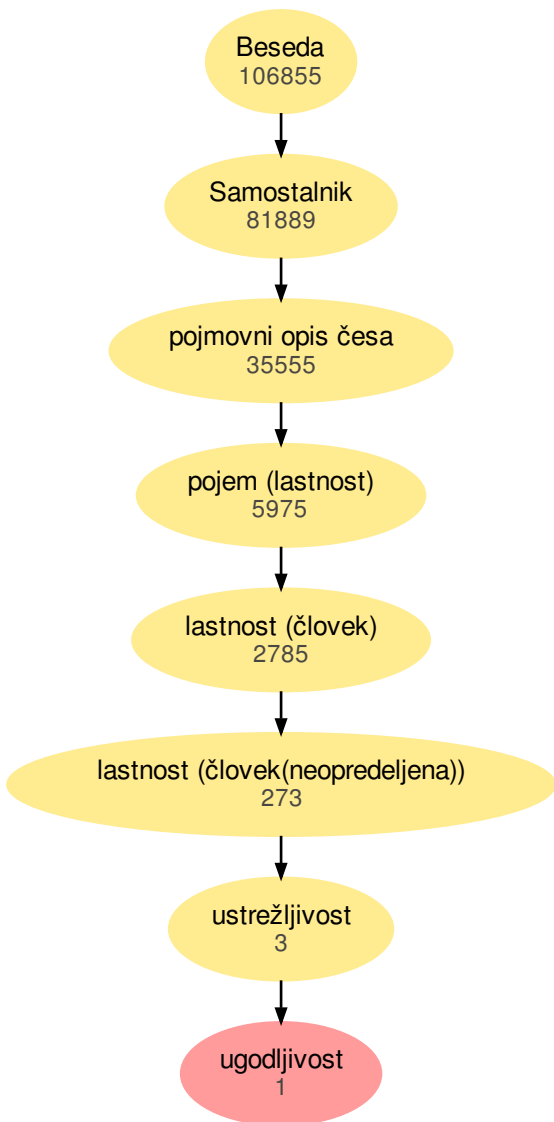 Beseda
106855
Samostalnik
81889
pojmovni opis česa
35555
pojem (lastnost)
5975
lastnost (človek)
2785
lastnost (človek(neopredeljena))
273
ustrežljivost
3
ugodljivost
1